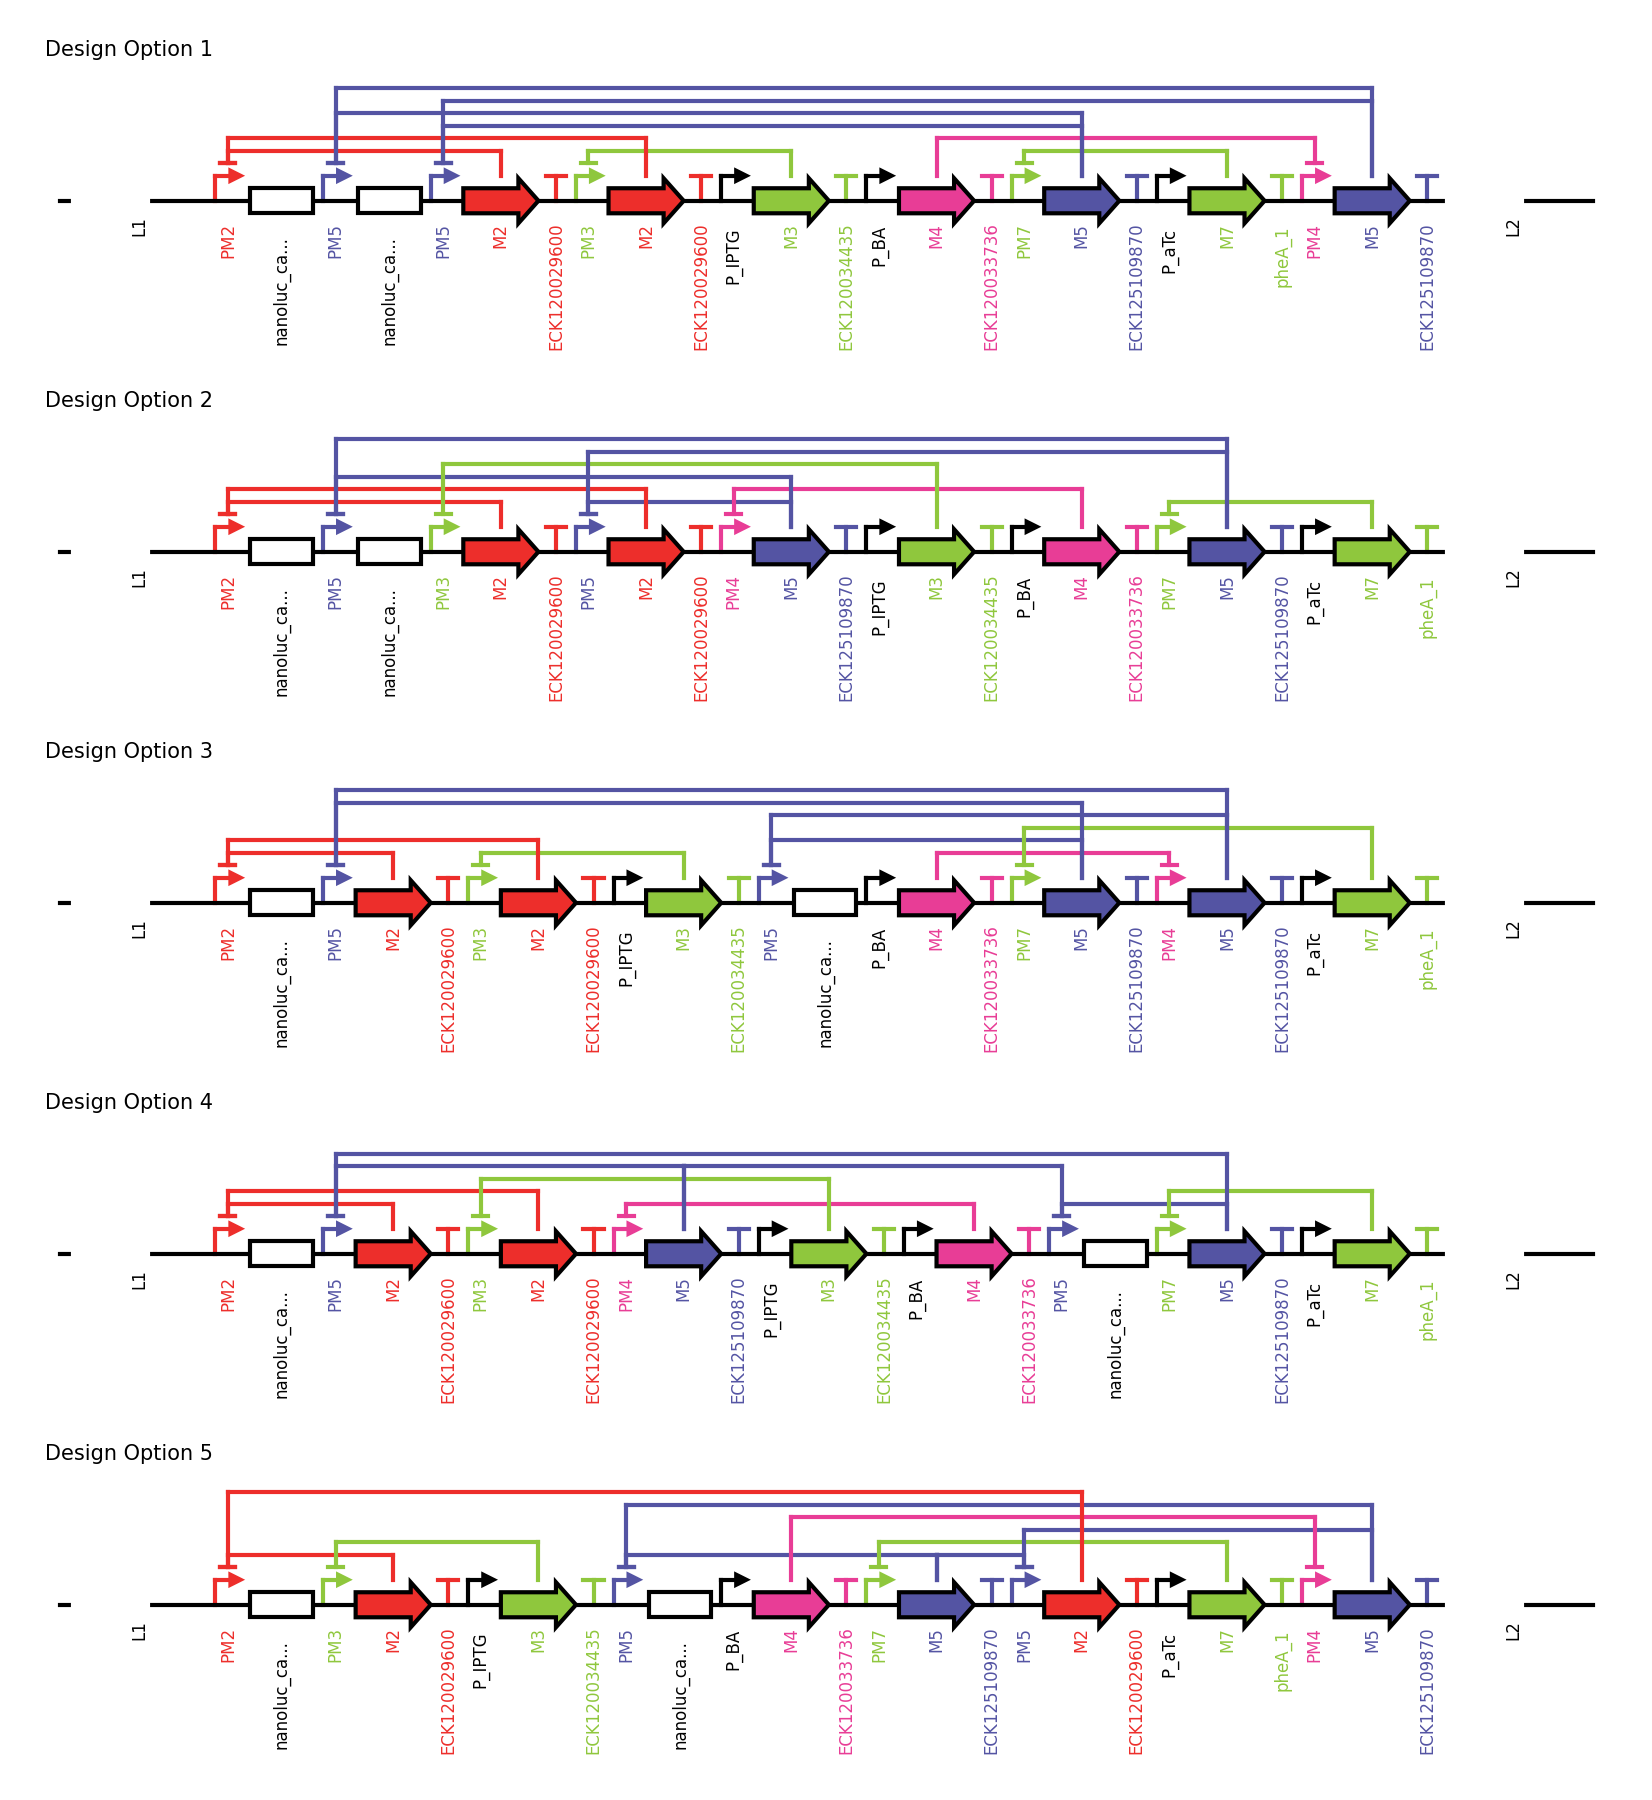 Design Option 1
L1 PM2 nanoluc_ca... PM5 nanoluc_ca... PM5 M2 ECK120029600 PM3 M2 ECK120029600 P_IPTG M3 ECK120034435 P_BA M4 ECK120033736 PM7 M5 ECK125109870 P_aTc M7 pheA_1 PM4 M5 ECK125109870 L2
Design Option 2
L1 PM2 nanoluc_ca... PM5 nanoluc_ca... PM3 M2 ECK120029600 PM5 M2 ECK120029600 PM4 M5 ECK125109870 P_IPTG M3 ECK120034435 P_BA M4 ECK120033736 PM7 M5 ECK125109870 P_aTc M7 pheA_1 L2
Design Option 3
L1 PM2 nanoluc_ca... PM5 M2 ECK120029600 PM3 M2 ECK120029600 P_IPTG M3 ECK120034435 PM5 nanoluc_ca... P_BA M4 ECK120033736 PM7 M5 ECK125109870 PM4 M5 ECK125109870 P_aTc M7 pheA_1 L2
Design Option 4
L1 PM2 nanoluc_ca... PM5 M2 ECK120029600 PM3 M2 ECK120029600 PM4 M5 ECK125109870 P_IPTG M3 ECK120034435 P_BA M4 ECK120033736 PM5 nanoluc_ca... PM7 M5 ECK125109870 P_aTc M7 pheA_1 L2
Design Option 5
L1 PM2 nanoluc_ca... PM3 M2 ECK120029600 P_IPTG M3 ECK120034435 PM5 nanoluc_ca... P_BA M4 ECK120033736 PM7 M5 ECK125109870 PM5 M2 ECK120029600 P_aTc M7 pheA_1 PM4 M5 ECK125109870 L2